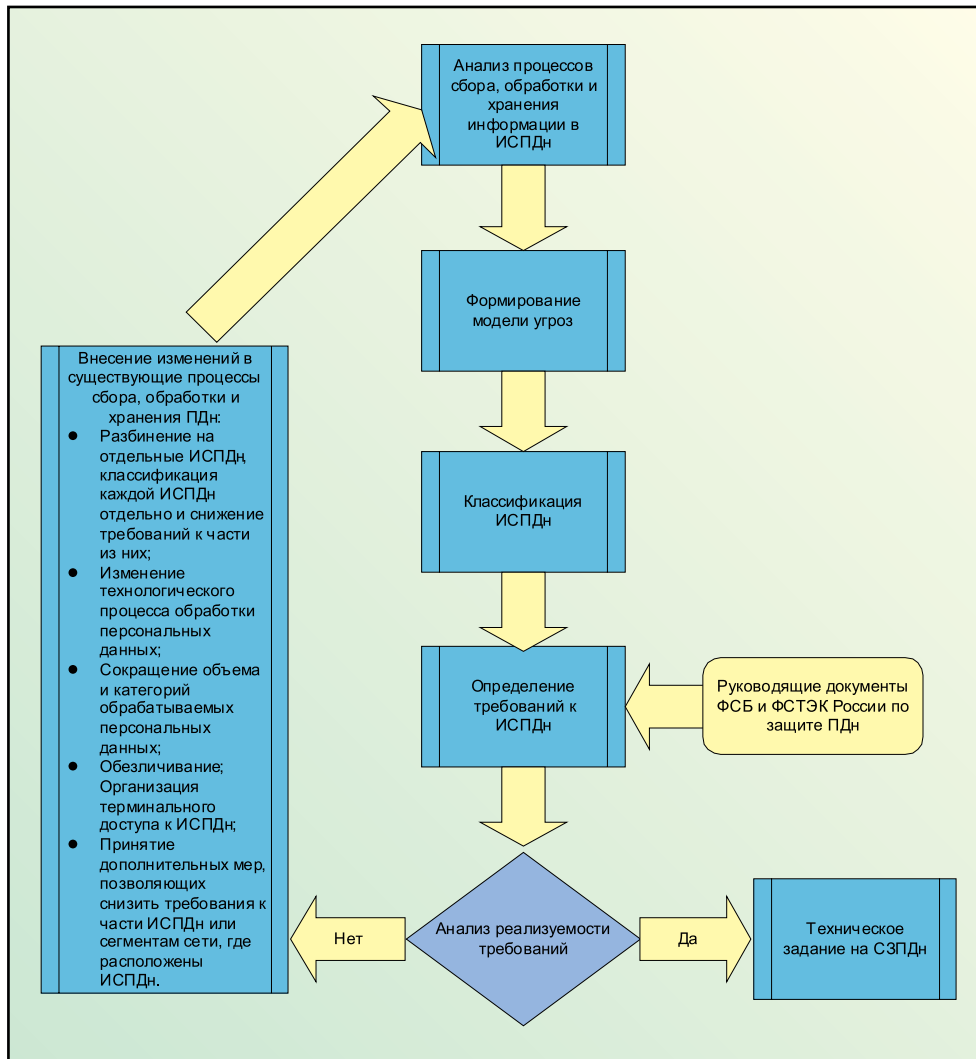 Анализ процессов
сбора, обработки и
хранения
информации в
ИСПДн
Формирование
модели угроз
Классификация
ИСПДн
Определение
требований к
ИСПДн
Руководящие документы
ФСБ и ФСТЭК России по
защите ПДн
Анализ реализуемости
требований
Да
Техническое
задание на СЗПДн
Нет
Внесение изменений в
существующие процессы
сбора, обработки и
хранения ПДн:
● Разбинение на
отдельные ИСПДн,
классификация
каждой ИСПДн
отдельно и снижение
требований к части
из них;
● Изменение
технологического
процесса обработки
персональных
данных;
● Сокращение объема
и категорий
обрабатываемых
персональных
данных;
● Обезличивание;
Организация
терминального
доступа к ИСПДн;
● Принятие
дополнительных мер,
позволяющих
снизить требования к
части ИСПДн или
сегментам сети, где
расположены
ИСПДн.